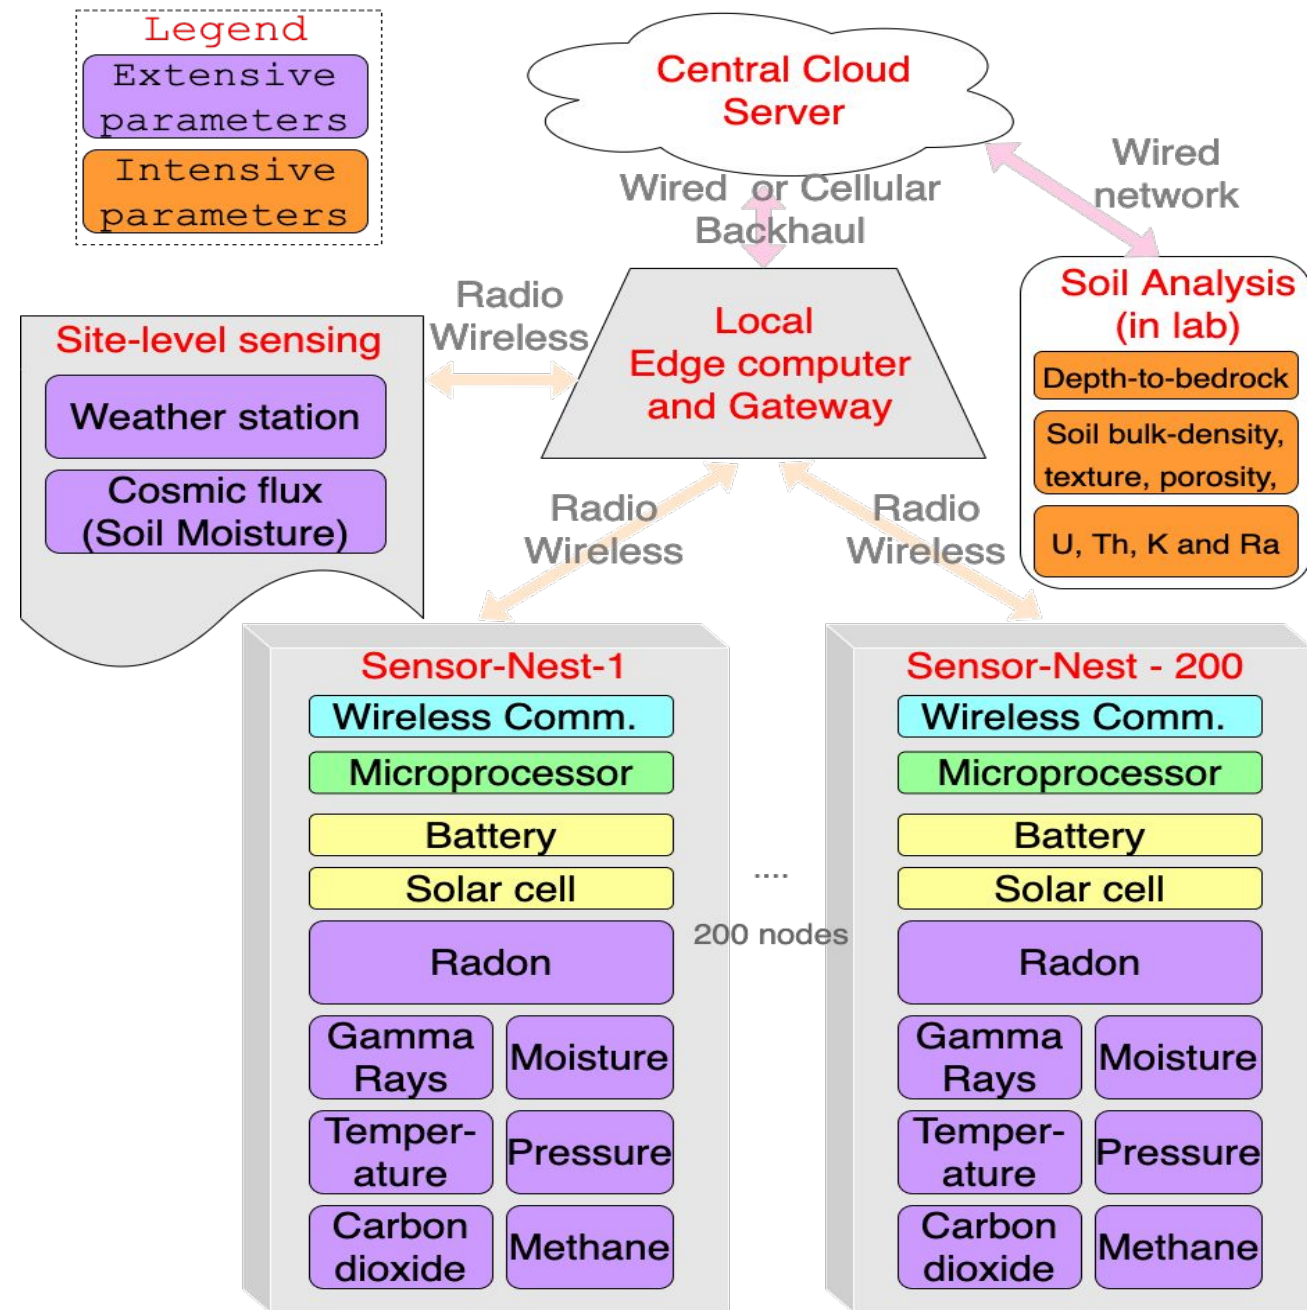 Legend
Extensive
parameters
Intensive
parameters
Central Cloud
Server
Wired or Cellular
Backhaul
Wired
network
Radio
Wireless
Local
Edge computer
and Gateway
Site-level sensing
Weather station
Cosmic flux
(Soil Moisture)
Soil Analysis
(in lab)
Depth-to-bedrock
Soil bulk-density,
texture, porosity,
U, Th, K and Ra
Radio
Wireless
Radio
Wireless
Sensor-Nest-1
Wireless Comm.
Microprocessor
Battery
Solar cell
Radon
Gamma
Rays
Moisture
Temper-
ature
Pressure
Carbon
dioxide
Methane
....
200 nodes
Sensor-Nest - 200
Wireless Comm.
Microprocessor
Battery
Solar cell
Radon
Gamma
Rays
Moisture
Temper-
ature
Pressure
Carbon
dioxide
Methane